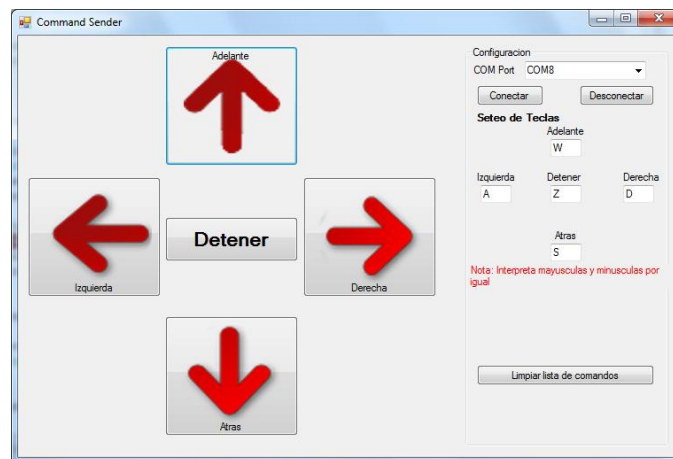 Command Sender
Adelante
Izquierda
Detener
Derecha
Atras
Configuracion
COM Port COM8
Conectar Desconectar
Seteo de Teclas
Adelante
W
Izquierda Detener Derecha
A Z D
Atras
S
Nota: Interpreta mayusculas y minusculas por
igual
Limpiar lista de comandos